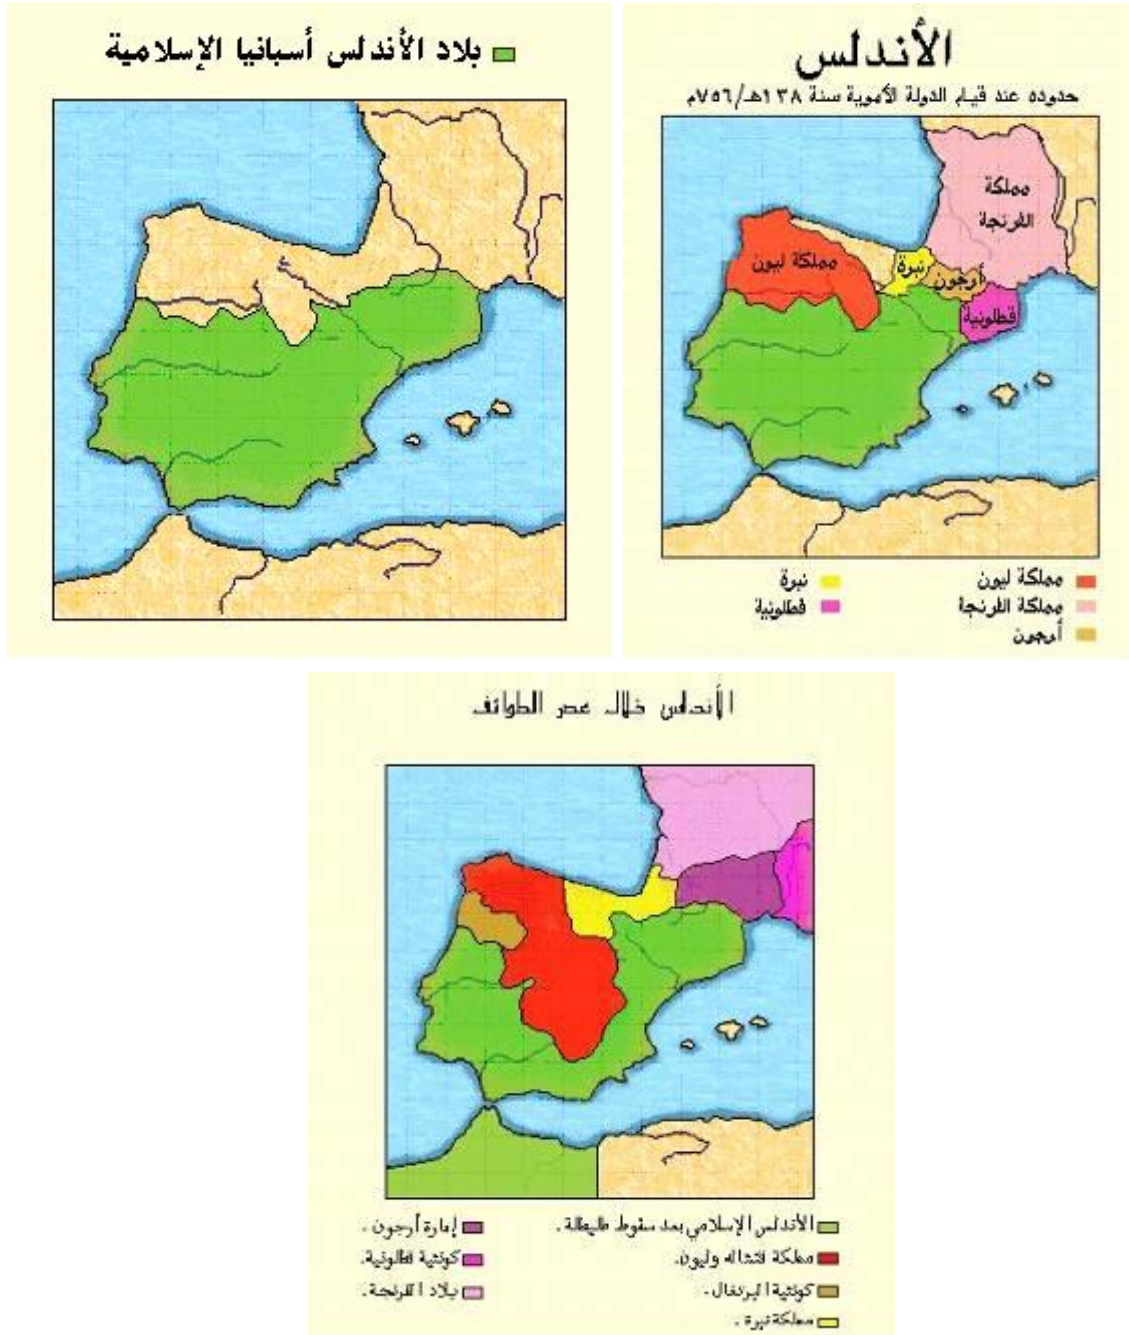 بلاد الأندلس أسبانيا الإسلامية
الأندلس
حدوده عند قيام الدولة الأموية سنة ١٣٨هـ/٧٥٦م
مملكة
الفرنجة
مملكة ليون
نبرة
أرجون
قطلونية
مملكة ليون
نبرة
مملكة الفرنجة
قطلونية
أرجون
الأندلس خلال عصر الطوائف
الأندلس الإسلامي بعد سقوط طليطلة.
إمارة أرجون.
مملكة قشتاله وليون.
كونتية قطلونية.
كونتية البرتغال.
بلاد الفرنجة.
مملكة نبرة.